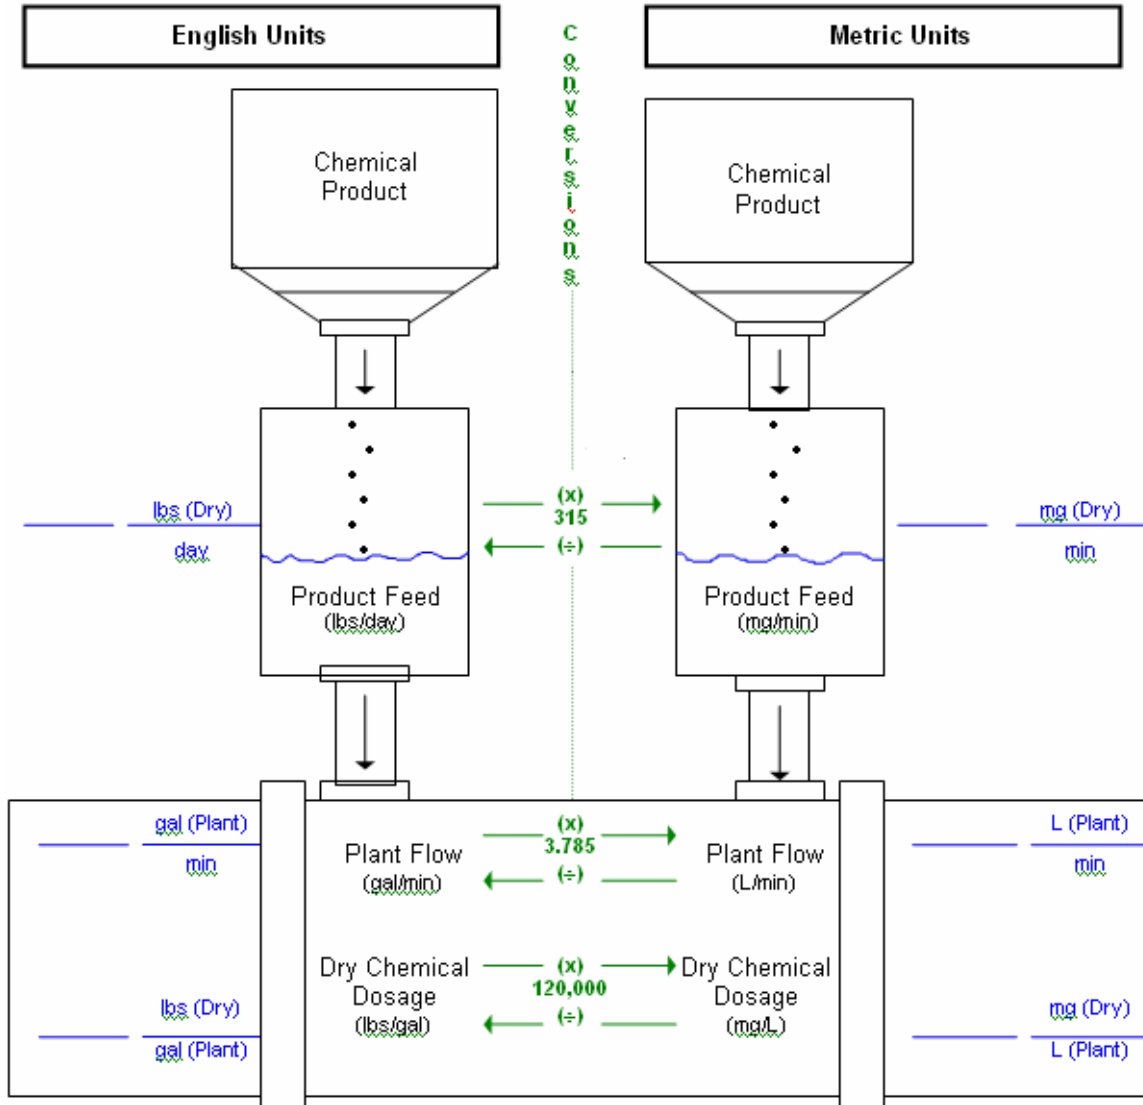 English Units
Conversions
Metric Units
Chemical
Product
Chemical
Product
lbs (Dry)
day
(x)
315
(÷)
mg (Dry)
min
Product Feed
(lbs/day)
Product Feed
(mg/min)
gal (Plant)
min
Plant Flow
(gal/min)
(x)
3.785
(÷)
Plant Flow
(L/min)
L (Plant)
min
lbs (Dry)
gal (Plant)
Dry Chemical
Dosage
(lbs/gal)
(x)
120,000
(÷)
Dry Chemical
Dosage
(mg/L)
mg (Dry)
L (Plant)